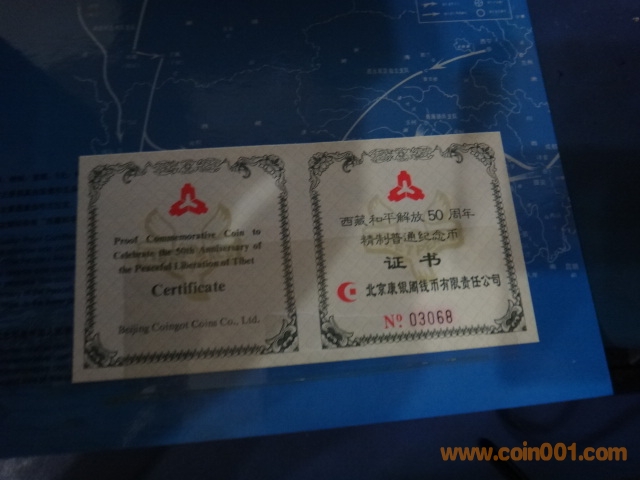 Proof Commemorative Coin to
Celebrate the 50th Anniversary of
the Peaceful Liberation of Tibet
Certificate
Beijing Coingot Coins Co., Ltd.
西藏和平解放50周年
精制普通纪念币
证书
北京康银阁钱币有限责任公司
No 03068
www.coin001.com